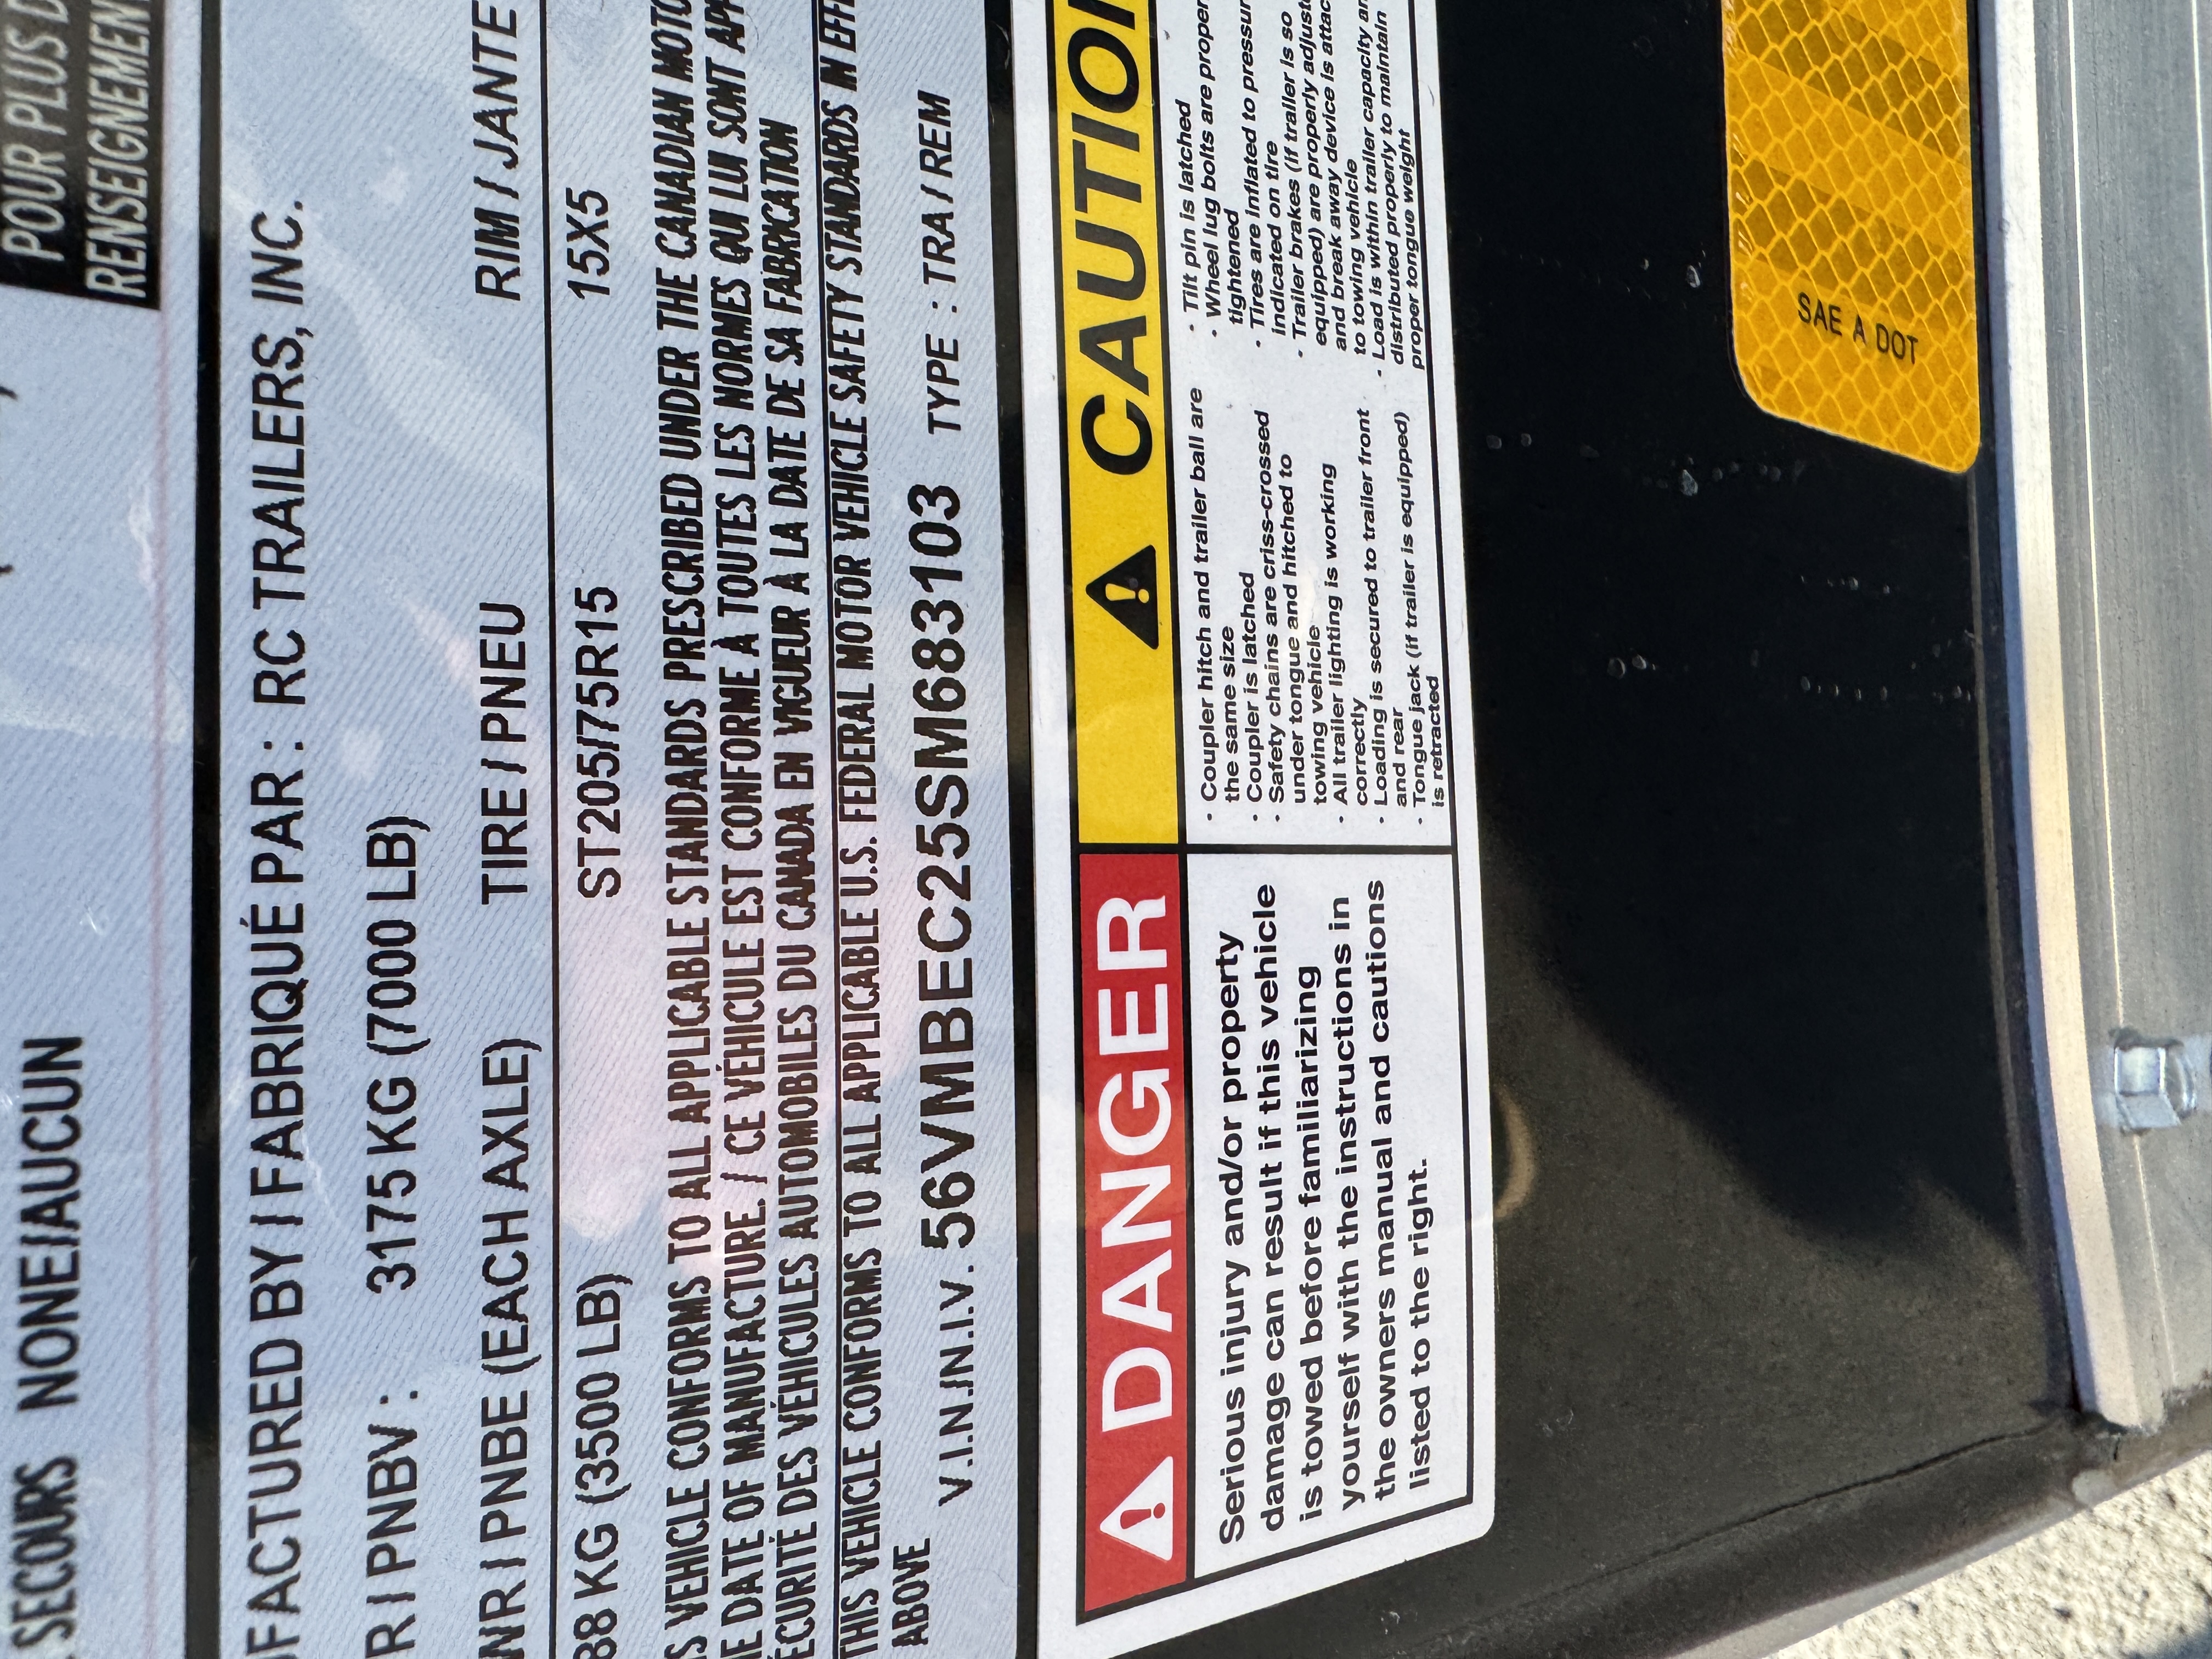 POUR PLUS D
RENSEIGNEMENT
SECOURS NONE/AUCUN
FACTURED BY / FABRIQUÉ PAR : RC TRAILERS, INC.
R / PNBV : 3175 KG (7000 LB)
WR / PNBE (EACH AXLE) TIRE / PNEU RIM / JANTE
88 KG (3500 LB) ST205/75R15 15X5
S VEHICLE CONFORMS TO ALL APPLICABLE STANDARDS PRESCRIBED UNDER THE CANADIAN MOTO
HE DATE OF MANUFACTURE. / CE VÉHICULE EST CONFORME À TOUTES LES NORMES QUI LU SONT APP
ÉCURITÉ DES VÉHICULES AUTOMOBILES DU CANADA EN VIGUEUR À LA DATE DE SA FABRICATION
THIS VEHICLE CONFORMS TO ALL APPLICABLE U.S. FEDERAL MOTOR VEHICLE SAFETY STANDARDS IN EFF
ABOVE
V.I.N./N.I.V. 56VMBEC25SM683103 TYPE : TRA / REM
DANGER
Serious injury and/or property
damage can result if this vehicle
is towed before familiarizing
yourself with the instructions in
the owners manual and cautions
listed to the right.
CAUTION
· Coupler hitch and trailer ball are
the same size
· Coupler is latched
· Safety chains are criss-crossed
under tongue and hitched to
towing vehicle
· All trailer lighting is working
correctly
· Loading is secured to trailer front
and rear
· Tongue jack (if trailer is equipped)
is retracted
· Tilt pin is latched
· Wheel lug bolts are proper
tightened
· Tires are inflated to pressur
indicated on tire
· Trailer brakes (if trailer is so
equipped) are properly adjuste
and break away device is attac
to towing vehicle
· Load is within trailer capacity an
distributed properly to maintain
proper tongue weight
SAE A DOT